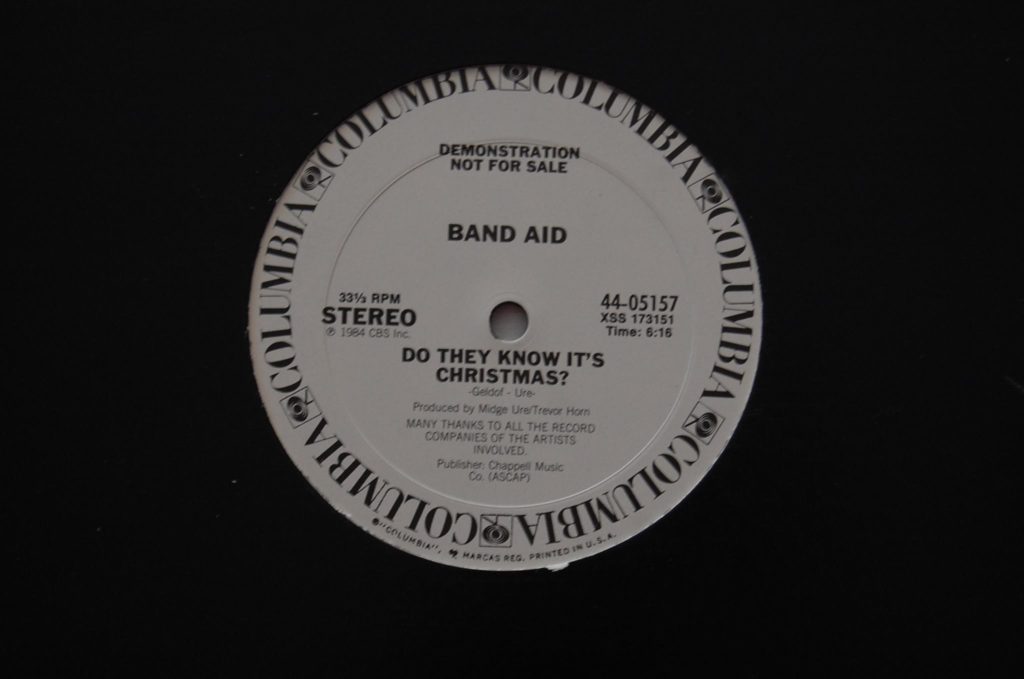 COLUMBIA COLUMBIA COLUMBIA COLUMBIA COLUMBIA COLUMBIA COLUMBIA COLUMBIA
DEMONSTRATION
NOT FOR SALE
BAND AID
33⅓ RPM
STEREO
℗ 1984 CBS Inc.
44-05157
XSS 173151
Time: 6:16
DO THEY KNOW IT'S
CHRISTMAS?
-Geldof - Ure-
Produced by Midge Ure/Trevor Horn
MANY THANKS TO ALL THE RECORD
COMPANIES OF THE ARTISTS
INVOLVED.
Publisher: Chappell Music
Co. (ASCAP)
"COLUMBIA", MARCAS REG. PRINTED IN U.S.A.